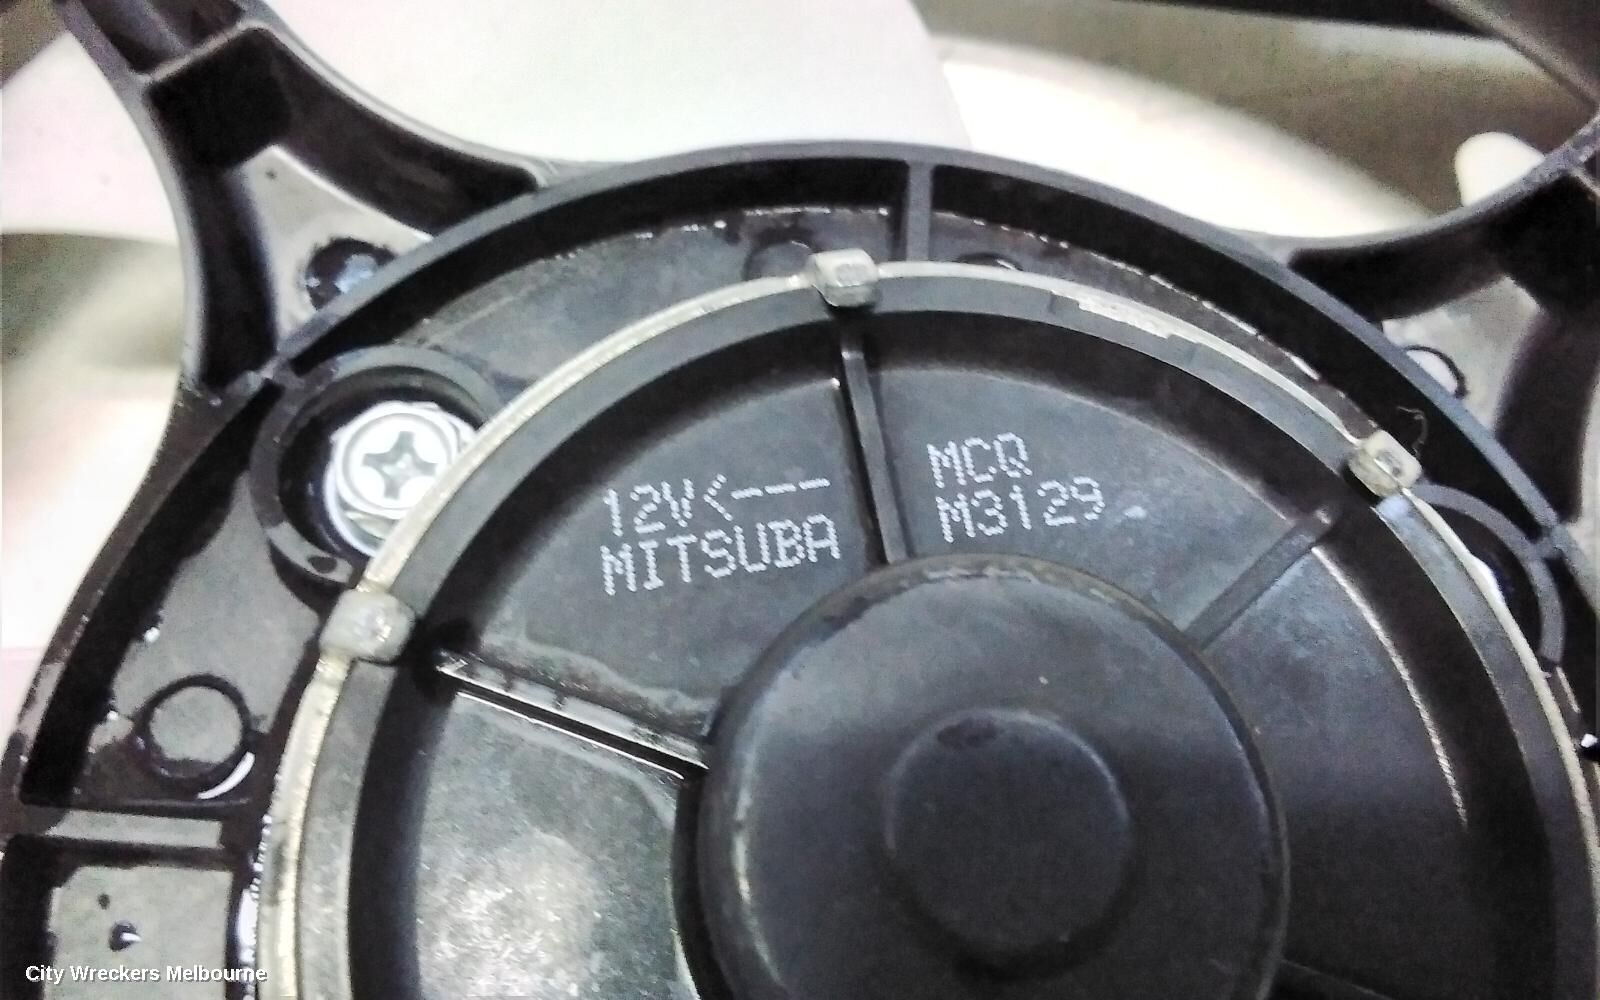 12V<---
MITSUBA
MCQ
M3129
City Wreckers Melbourne